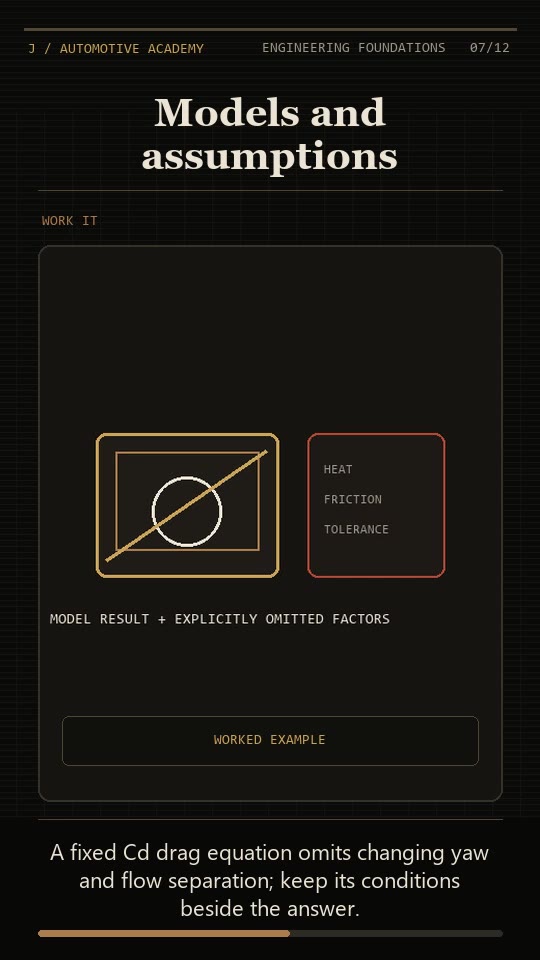 J / AUTOMOTIVE ACADEMY
ENGINEERING FOUNDATIONS 07/12
Models and
assumptions
WORK IT
HEAT
FRICTION
TOLERANCE
MODEL RESULT + EXPLICITLY OMITTED FACTORS
WORKED EXAMPLE
A fixed Cd drag equation omits changing yaw
and flow separation; keep its conditions
beside the answer.